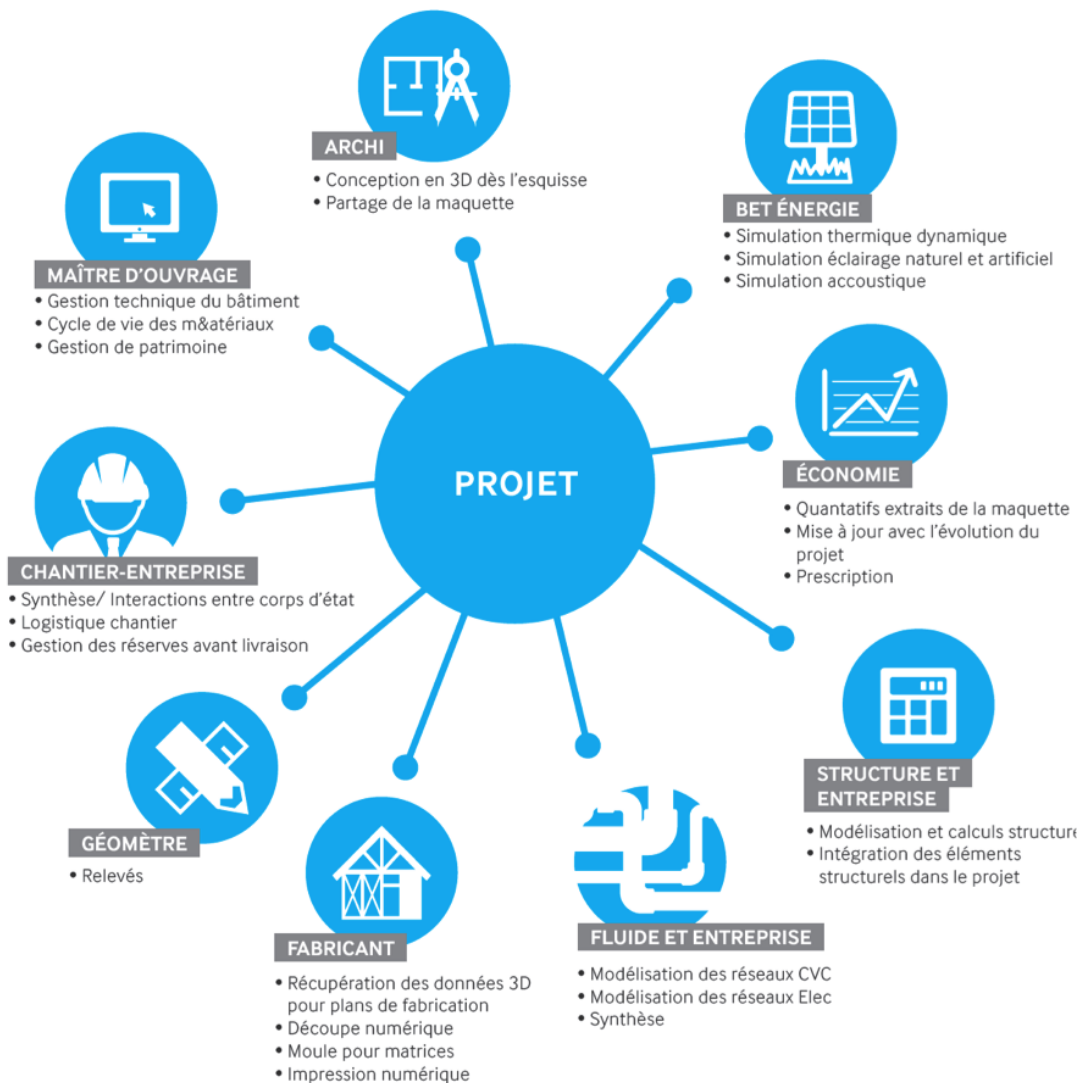 ARCHI
• Conception en 3D dès l'esquisse
• Partage de la maquette
BET ÉNERGIE
• Simulation thermique dynamique
• Simulation éclairage naturel et artificiel
• Simulation accoustique
MAÎTRE D'OUVRAGE
• Gestion technique du bâtiment
• Cycle de vie des m&atériaux
• Gestion de patrimoine
PROJET
ÉCONOMIE
• Quantatifs extraits de la maquette
• Mise à jour avec l'évolution du
projet
• Prescription
CHANTIER-ENTREPRISE
• Synthèse/ Interactions entre corps d'état
• Logistique chantier
• Gestion des réserves avant livraison
STRUCTURE ET
ENTREPRISE
• Modélisation et calculs structure
• Intégration des éléments
structurels dans le projet
GÉOMÈTRE
• Relevés
FABRICANT
• Récupération des données 3D
pour plans de fabrication
• Découpe numérique
• Moule pour matrices
• Impression numérique
FLUIDE ET ENTREPRISE
• Modélisation des réseaux CVC
• Modélisation des réseaux Elec
• Synthèse